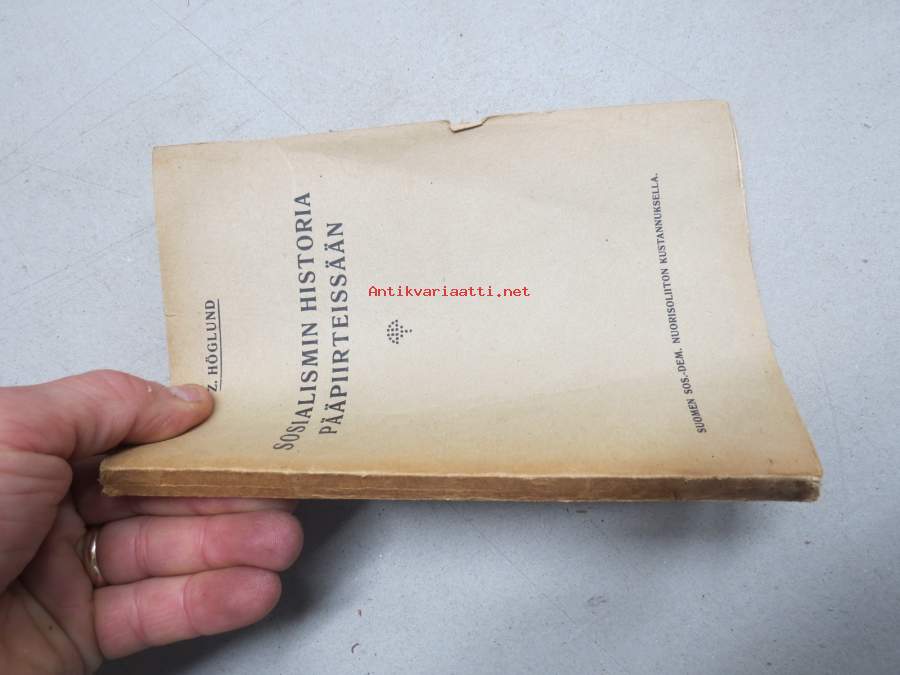 Z. HÖGLUND
SOSIALISMIN HISTORIA
PÄÄPIIRTEISSÄÄN
SUOMEN SOS.-DEM. NUORISOLIITON KUSTANNUKSELLA.
Antikvariaatti.net